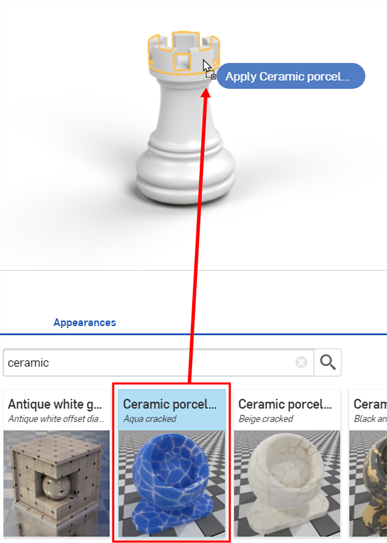 Apply Ceramic porcel...
Appearances
ceramic
Antique white g...
Antique white offset dia...
Ceramic porcel...
Aqua cracked
Ceramic porcel...
Beige cracked
Ceram
Black an